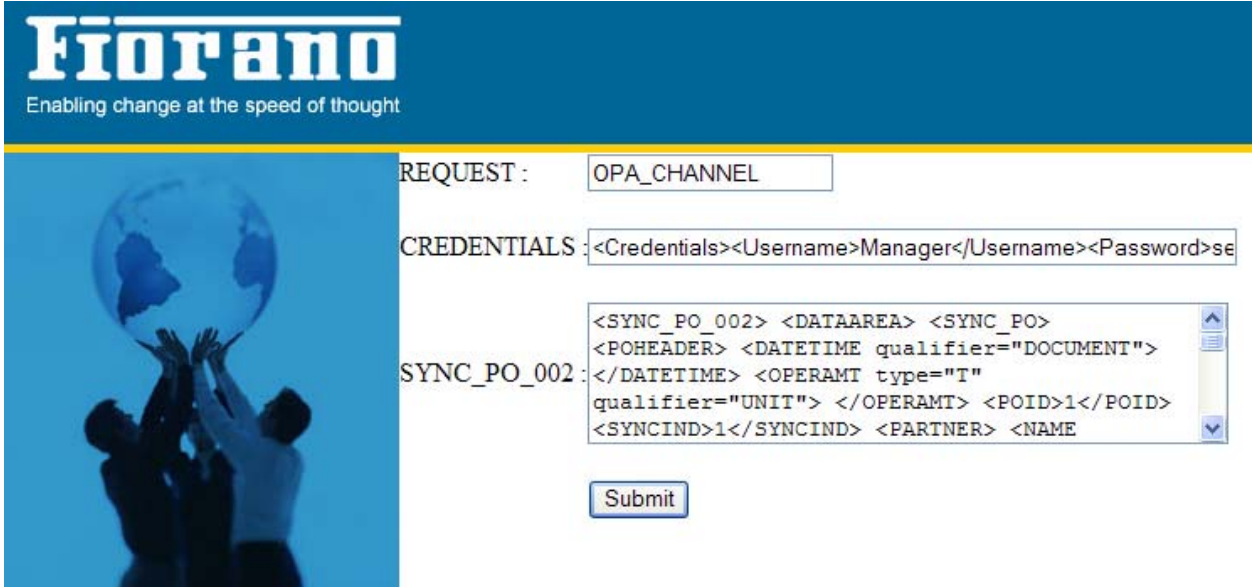 Fiorano
Enabling change at the speed of thought
REQUEST : OPA_CHANNEL
CREDENTIALS : <Credentials><Username>Manager</Username><Password>se
SYNC_PO_002 :
<SYNC_PO_002> <DATAAREA> <SYNC_PO>
<POHEADER> <DATETIME qualifier="DOCUMENT">
</DATETIME> <OPERAMT type="T"
qualifier="UNIT"> </OPERAMT> <POID>1</POID>
<SYNCIND>1</SYNCIND> <PARTNER> <NAME
Submit